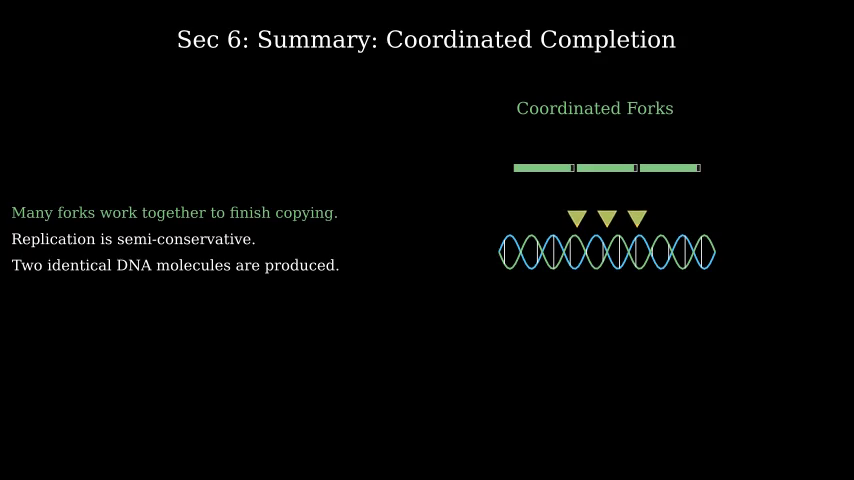 Sec 6: Summary: Coordinated Completion
Coordinated Forks
Many forks work together to finish copying.
Replication is semi-conservative.
Two identical DNA molecules are produced.